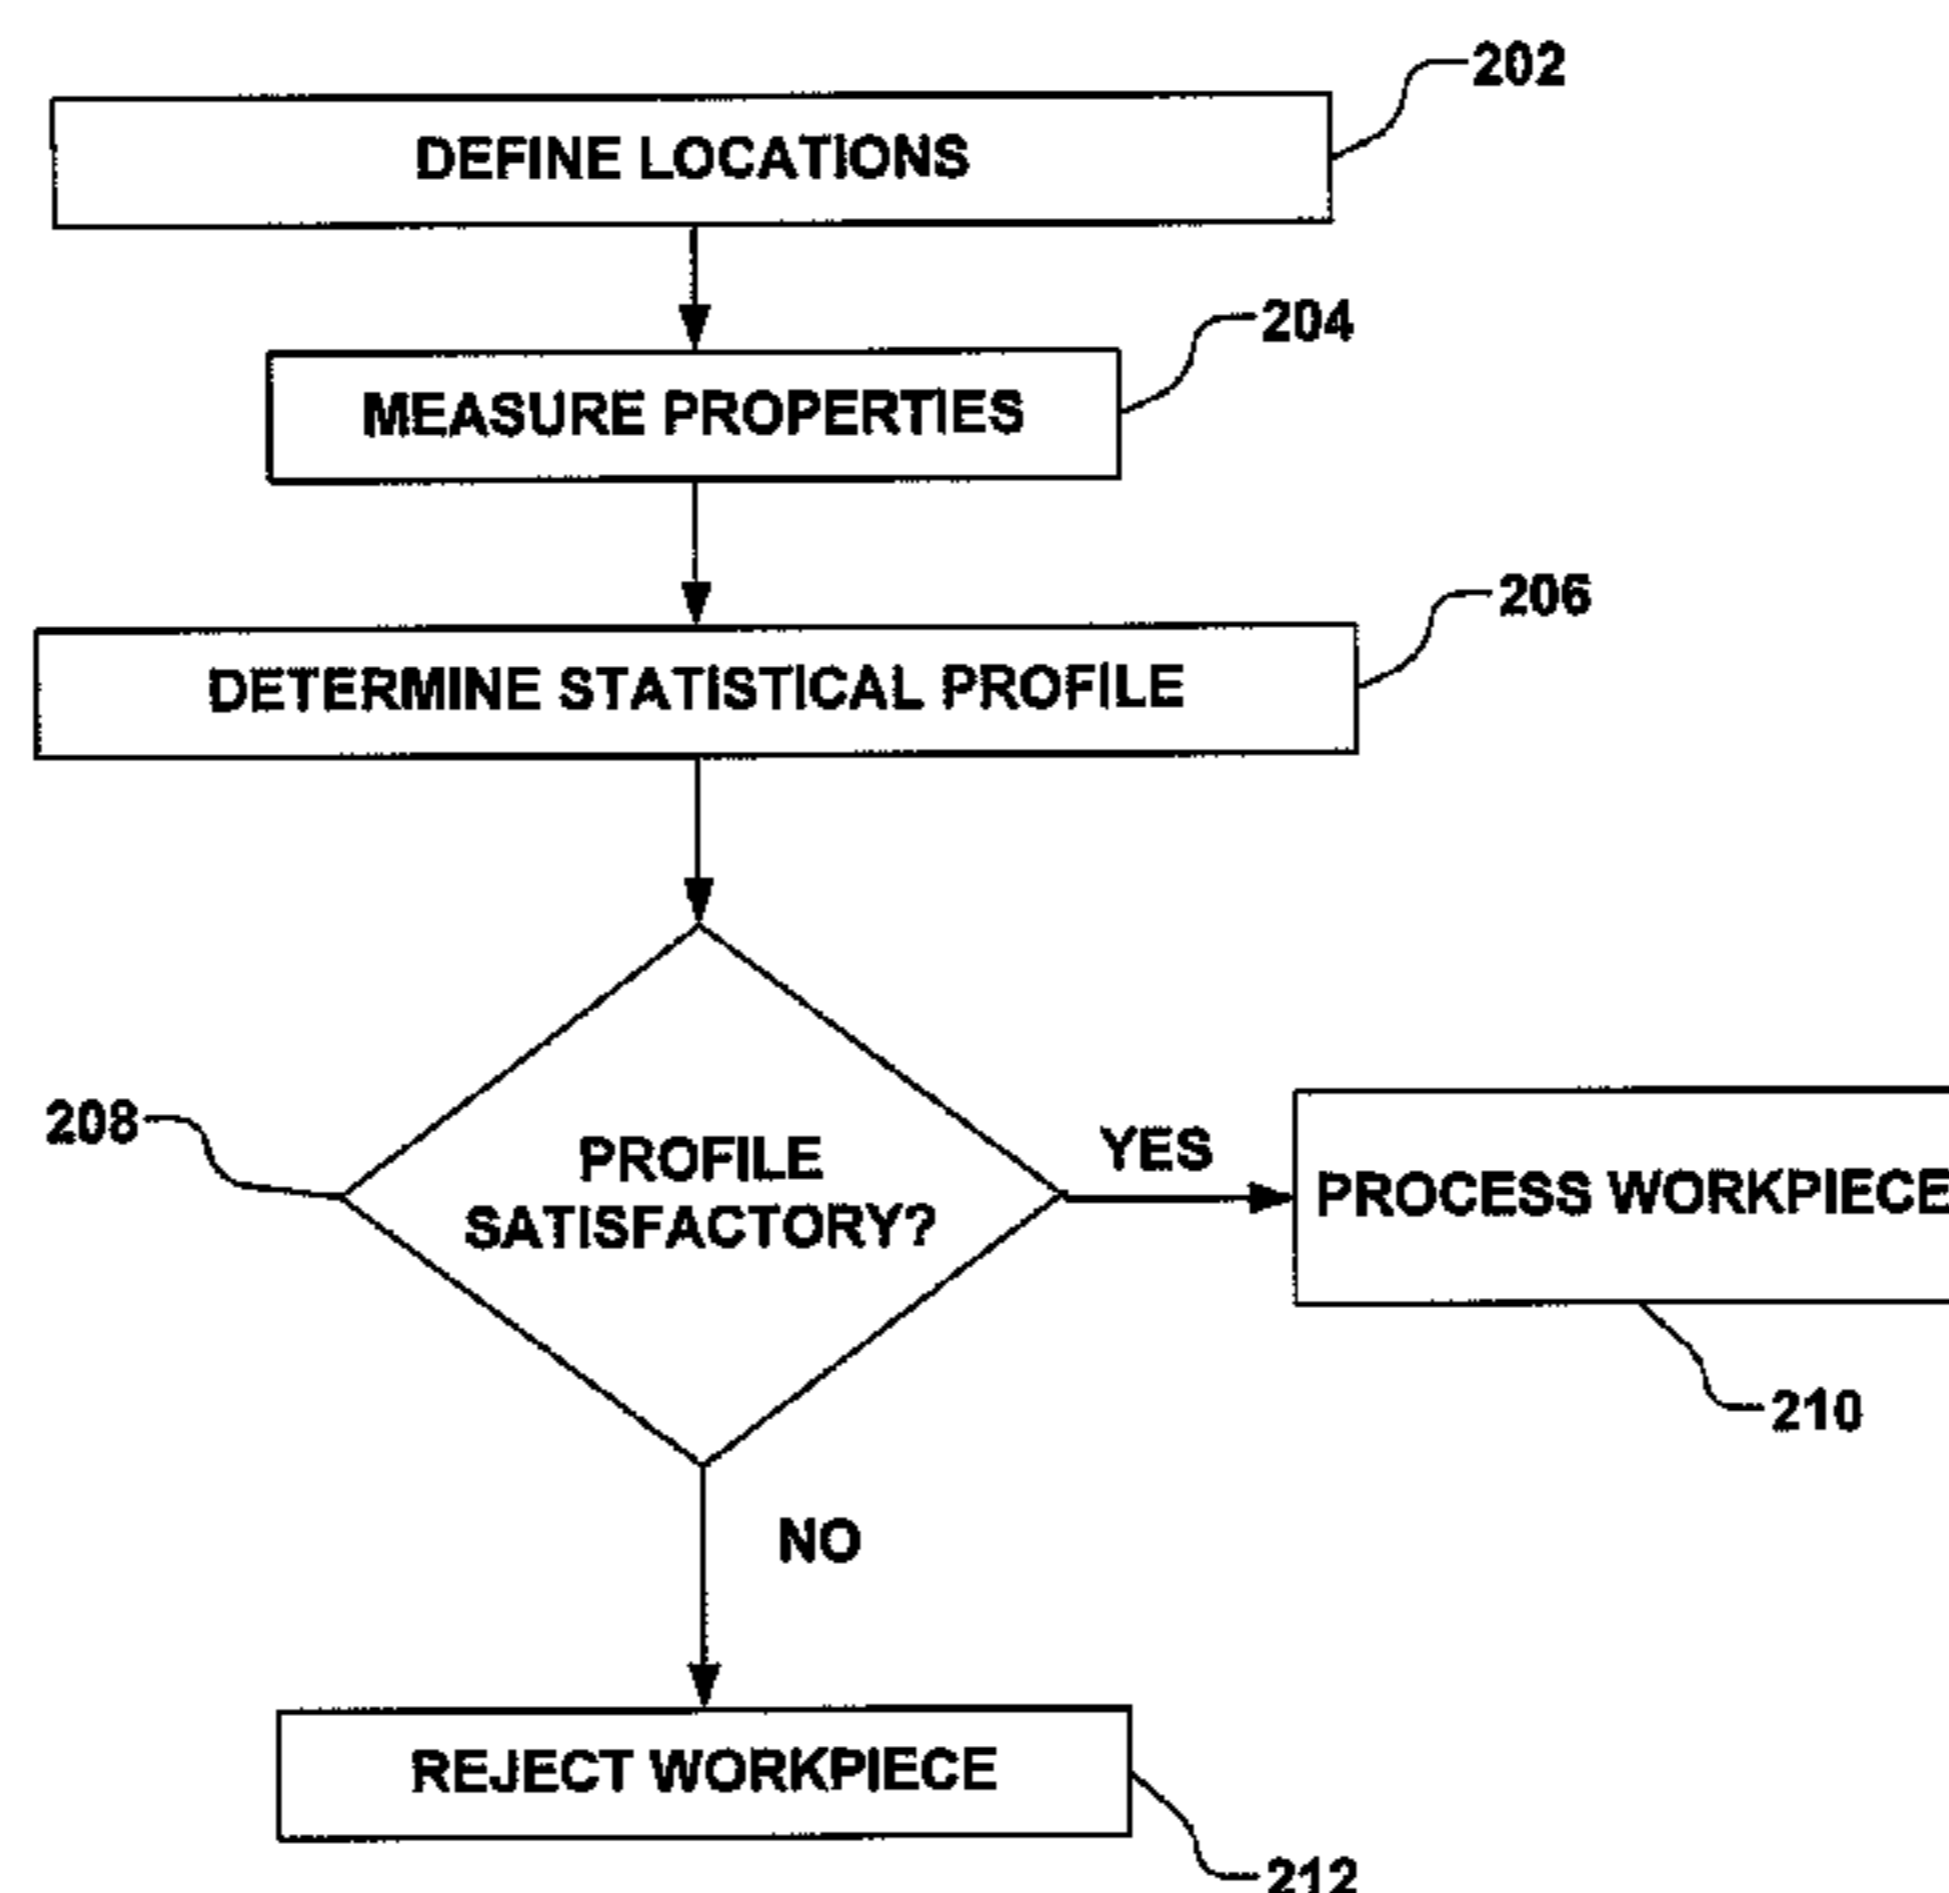 202
DEFINE LOCATIONS
204
MEASURE PROPERTIES
206
DETERMINE STATISTICAL PROFILE
208
PROFILE
SATISFACTORY?
YES
PROCESS WORKPIECE
210
NO
REJECT WORKPIECE
212